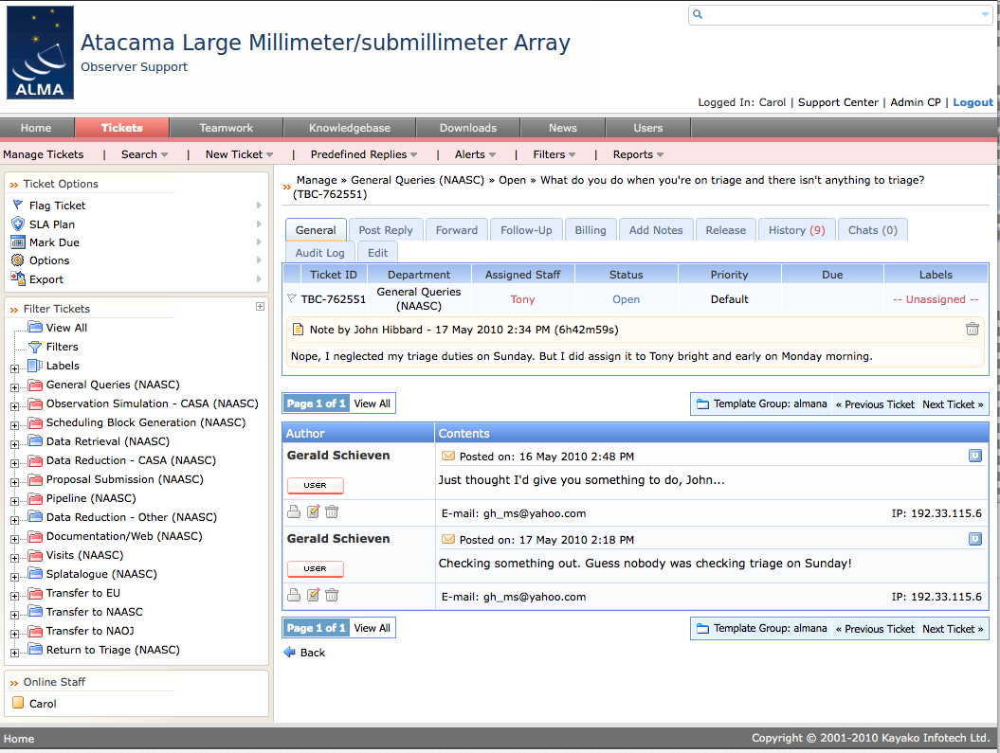 ALMA
Atacama Large Millimeter/submillimeter Array
Observer Support
Logged In: Carol | Support Center | Admin CP | Logout
Home Tickets Teamwork Knowledgebase Downloads News Users
Manage Tickets | Search | New Ticket | Predefined Replies | Alerts | Filters | Reports
Ticket Options
Flag Ticket
SLA Plan
Mark Due
Options
Export
Filter Tickets
View All
Filters
Labels
General Queries (NAASC)
Observation Simulation - CASA (NAASC)
Scheduling Block Generation (NAASC)
Data Retrieval (NAASC)
Data Reduction - CASA (NAASC)
Proposal Submission (NAASC)
Pipeline (NAASC)
Data Reduction - Other (NAASC)
Documentation/Web (NAASC)
Visits (NAASC)
Splatalogue (NAASC)
Transfer to EU
Transfer to NAASC
Transfer to NAOJ
Return to Triage (NAASC)
Online Staff
Carol
Manage » General Queries (NAASC) » Open » What do you do when you're on triage and there isn't anything to triage?
(TBC-762551)
General Post Reply Forward Follow-Up Billing Add Notes Release History (9) Chats (0)
Audit Log Edit
Ticket ID Department Assigned Staff Status Priority Due Labels
TBC-762551 General Queries (NAASC) Tony Open Default -- Unassigned --
Note by John Hibbard - 17 May 2010 2:34 PM (6h42m59s)
Nope, I neglected my triage duties on Sunday. But I did assign it to Tony bright and early on Monday morning.
Page 1 of 1 View All Template Group: almana « Previous Ticket Next Ticket »
Author Contents
Gerald Schieven Posted on: 16 May 2010 2:48 PM
USER Just thought I'd give you something to do, John...
E-mail: gh_ms@yahoo.com IP: 192.33.115.6
Gerald Schieven Posted on: 17 May 2010 2:18 PM
USER Checking something out. Guess nobody was checking triage on Sunday!
E-mail: gh_ms@yahoo.com IP: 192.33.115.6
Page 1 of 1 View All Template Group: almana « Previous Ticket Next Ticket »
Back
Home Copyright © 2001-2010 Kayako Infotech Ltd.